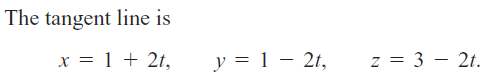 The tangent line is
x = 1 + 2t, y = 1 − 2t, z = 3 − 2t.